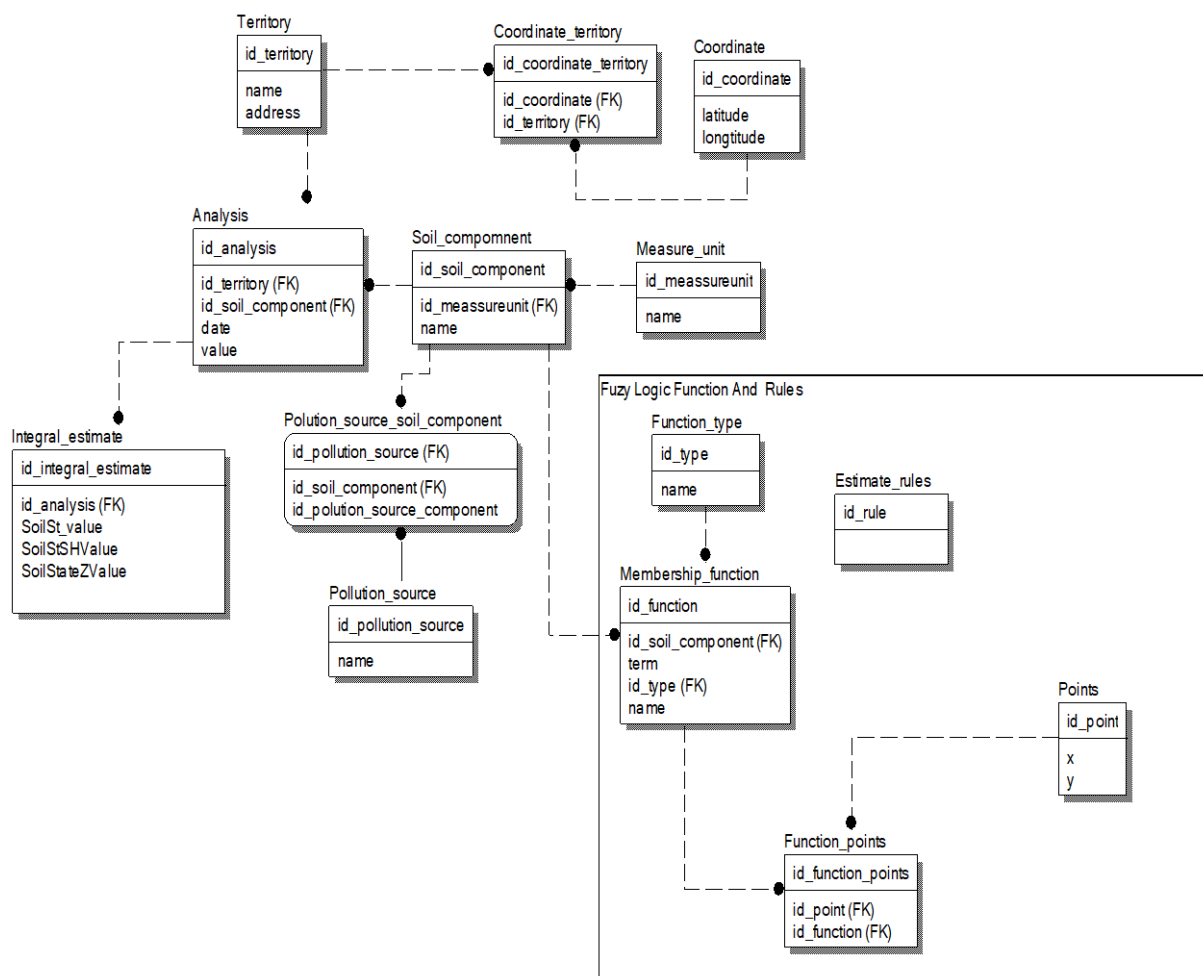 Territory
id_territory
name
address
Coordinate_territory
id_coordinate_territory
id_coordinate (FK)
id_territory (FK)
Coordinate
id_coordinate
latitude
longtitude
Analysis
id_analysis
id_territory (FK)
id_soil_component (FK)
date
value
Soil_compomnent
id_soil_component
id_meassureunit (FK)
name
Measure_unit
id_meassureunit
name
Integral_estimate
id_integral_estimate
id_analysis (FK)
SoilSt_value
SoilStSHValue
SoilStateZValue
Polution_source_soil_component
id_pollution_source (FK)
id_soil_component (FK)
id_polution_source_component
Pollution_source
id_pollution_source
name
Fuzy Logic Function And Rules
Function_type
id_type
name
Estimate_rules
id_rule
Membership_function
id_function
id_soil_component (FK)
term
id_type (FK)
name
Points
id_point
x
y
Function_points
id_function_points
id_point (FK)
id_function (FK)